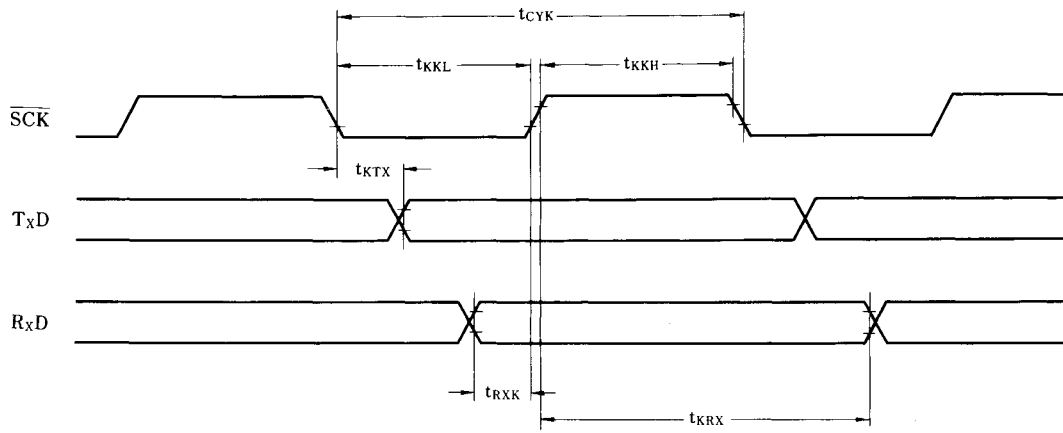 tCYK
tKKL
tKKH
SCK
tKTX
TXD
RXD
tRXK
tKRX